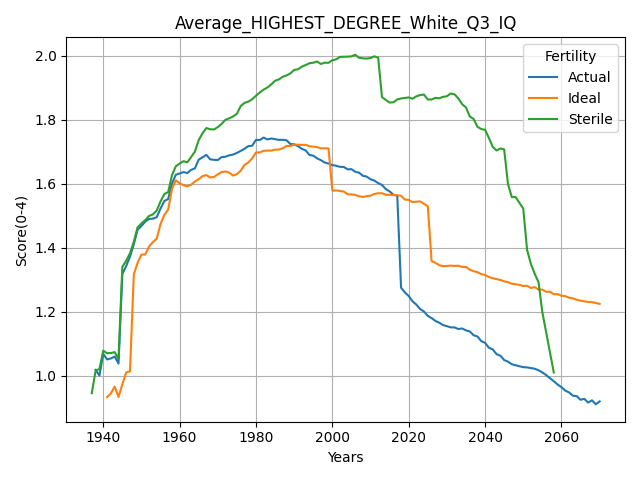 Average_HIGHEST_DEGREE_White_Q3_IQ
Fertility
Actual
Ideal
Sterile
Score(0-4)
2.0
1.8
1.6
1.4
1.2
1.0
1940 1960 1980 2000 2020 2040 2060
Years